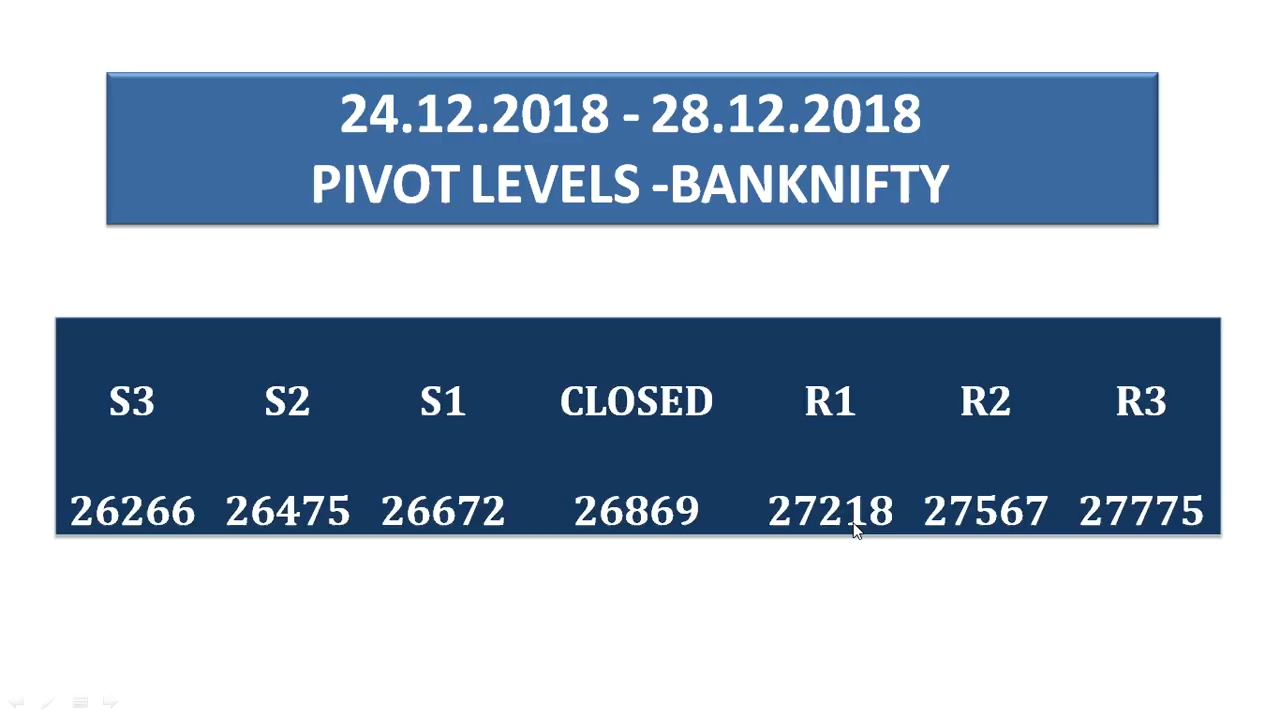 24.12.2018 - 28.12.2018
PIVOT LEVELS -BANKNIFTY
S3 S2 S1 CLOSED R1 R2 R3
26266 26475 26672 26869 27218 27567 27775